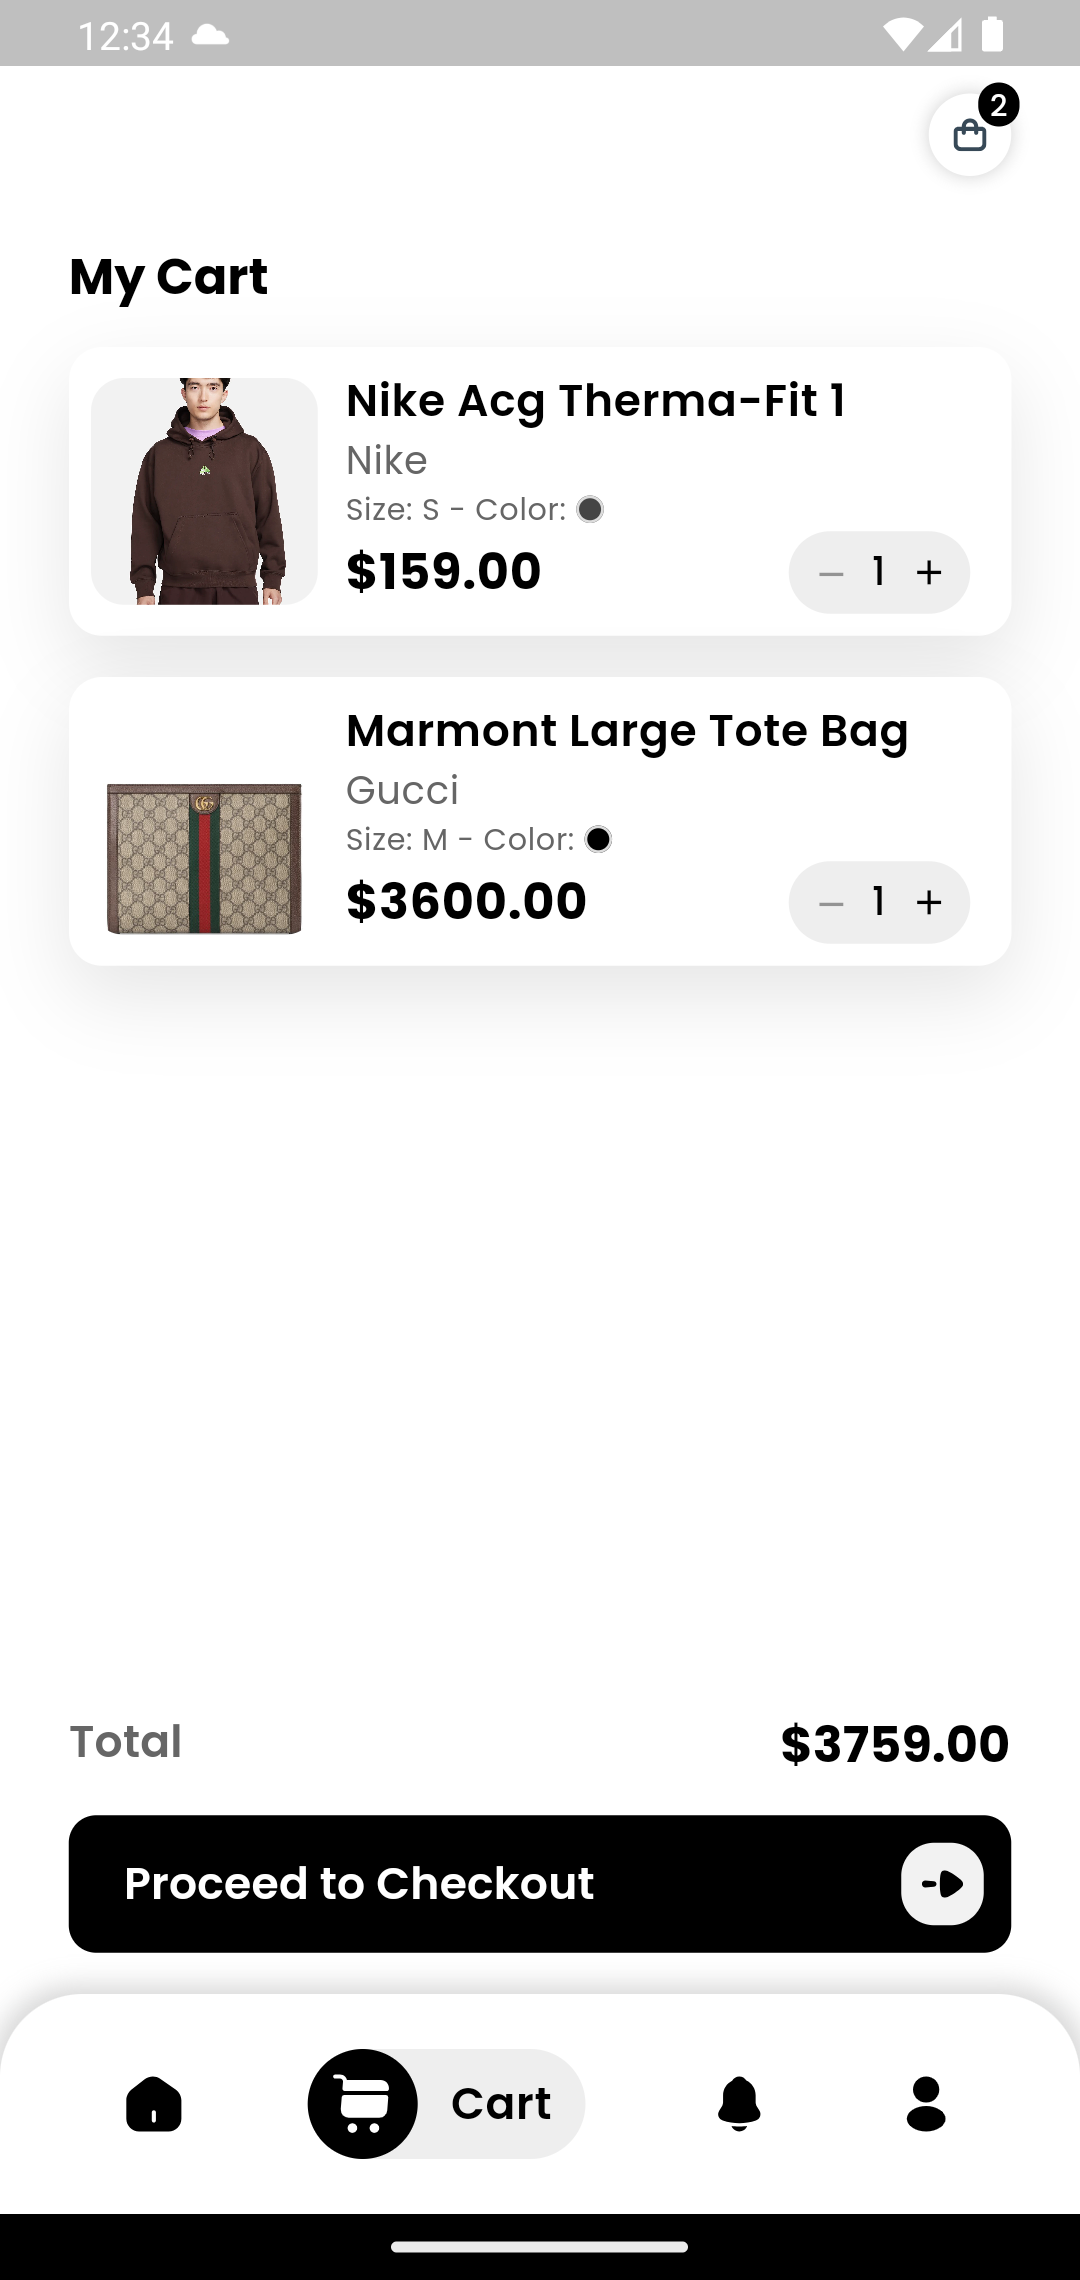 12:34
2
My Cart
Nike Acg Therma-Fit 1
Nike
Size: S - Color:
$159.00
1
Marmont Large Tote Bag
Gucci
Size: M - Color:
$3600.00
1
Total
$3759.00
Proceed to Checkout
Cart